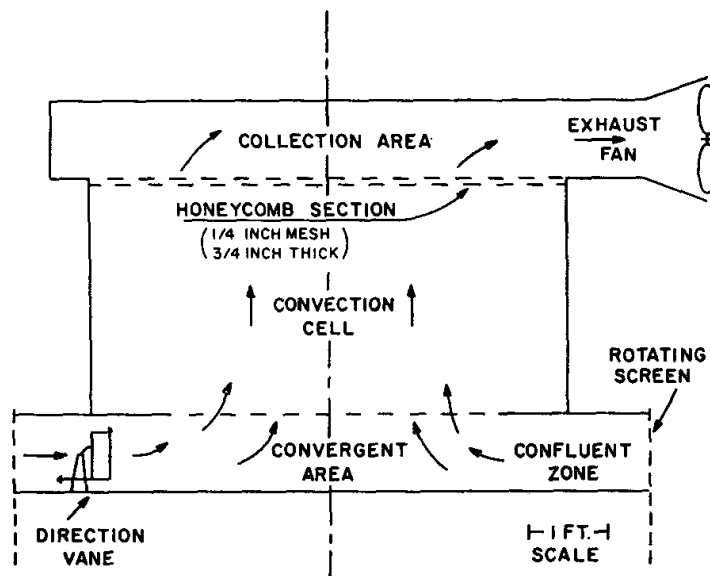 COLLECTION AREA
EXHAUST
FAN
HONEYCOMB SECTION
(1/4 INCH MESH
3/4 INCH THICK)
CONVECTION
CELL
ROTATING
SCREEN
CONVERGENT
AREA
CONFLUENT
ZONE
DIRECTION
VANE
1 FT.
SCALE